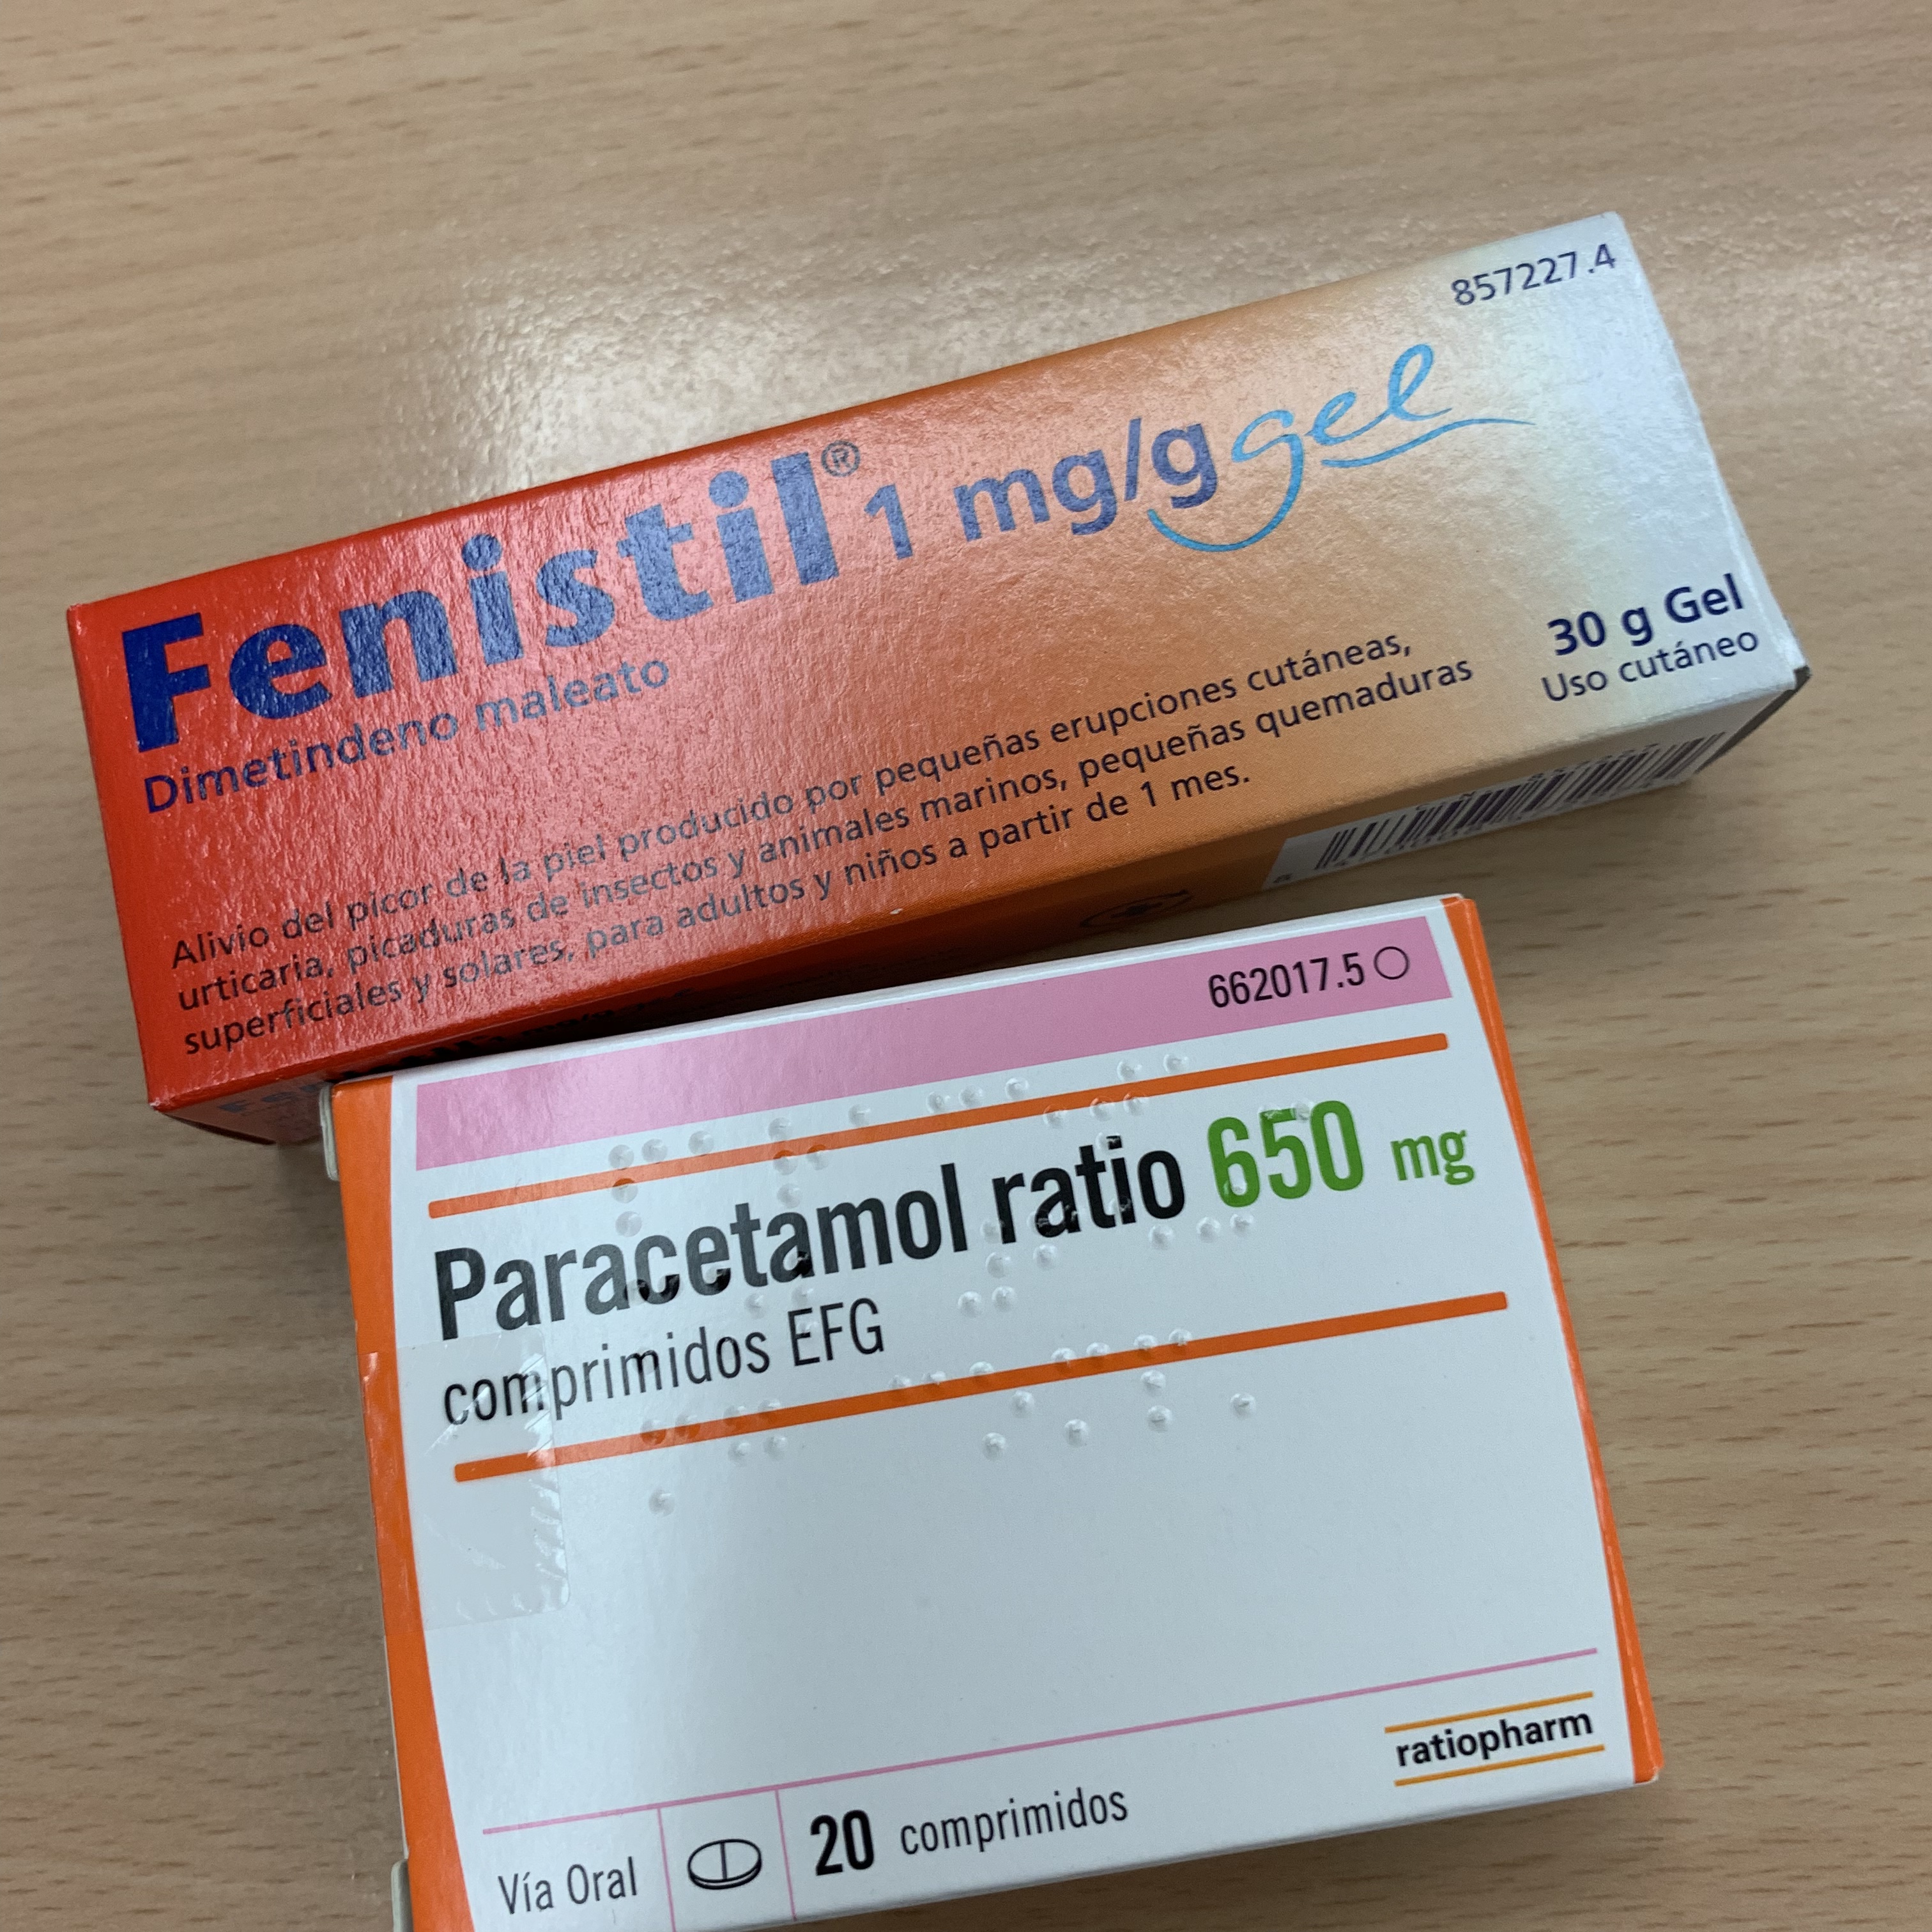 857227.4
Fenistil® 1 mg/g gel
Dimetindeno maleato
Alivio del picor de la piel producido por pequeñas erupciones cutáneas,
urticaria, picaduras de insectos y animales marinos, pequeñas quemaduras
superficiales y solares, para adultos y niños a partir de 1 mes.
30 g Gel
Uso cutáneo
662017.5
Paracetamol ratio 650 mg
comprimidos EFG
ratiopharm
Vía Oral
20 comprimidos